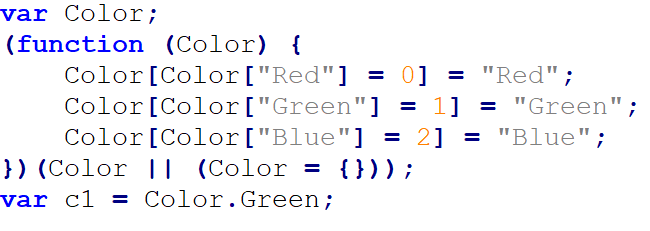 var Color;
(function (Color) {
    Color[Color["Red"] = 0] = "Red";
    Color[Color["Green"] = 1] = "Green";
    Color[Color["Blue"] = 2] = "Blue";
})(Color || (Color = {}));
var c1 = Color.Green;